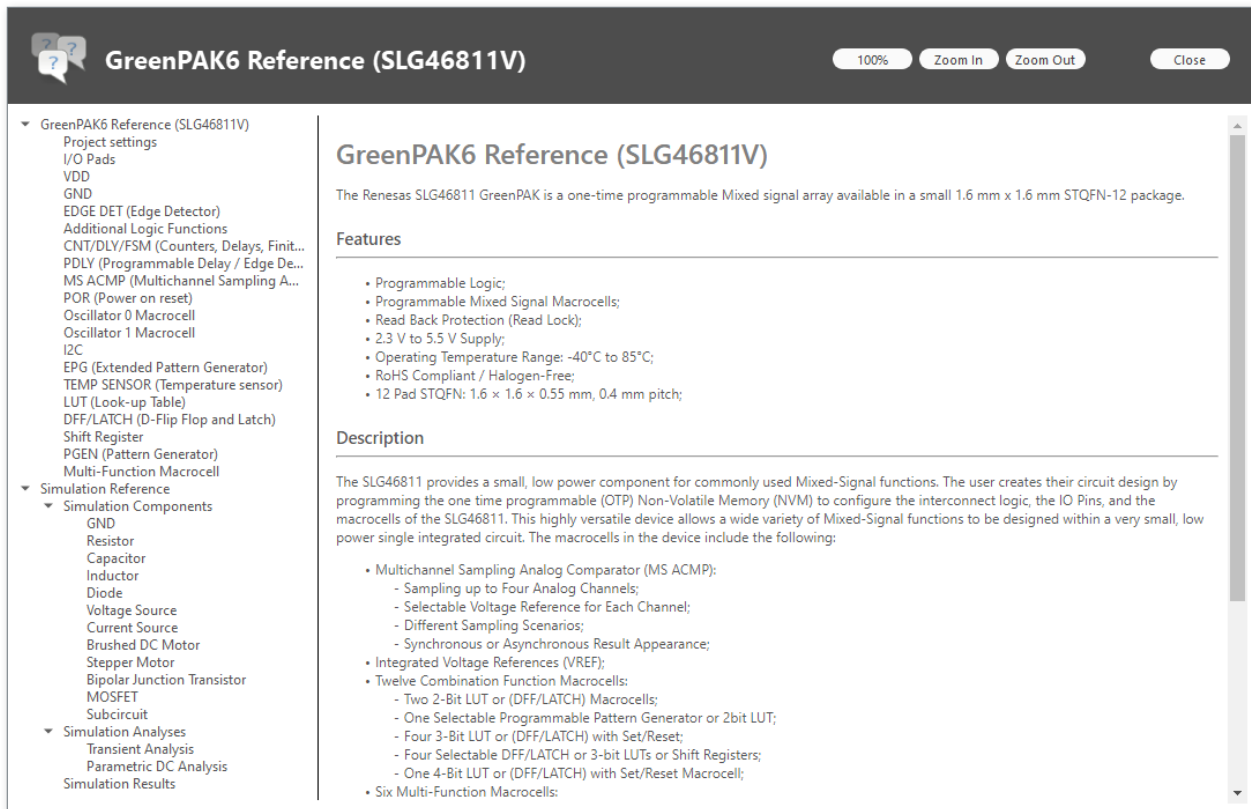 GreenPAK6 Reference (SLG46811V)
100%
Zoom In
Zoom Out
Close
GreenPAK6 Reference (SLG46811V)
Project settings
I/O Pads
VDD
GND
EDGE DET (Edge Detector)
Additional Logic Functions
CNT/DLY/FSM (Counters, Delays, Finit...
PDLY (Programmable Delay / Edge De...
MS ACMP (Multichannel Sampling A...
POR (Power on reset)
Oscillator 0 Macrocell
Oscillator 1 Macrocell
I2C
EPG (Extended Pattern Generator)
TEMP SENSOR (Temperature sensor)
LUT (Look-up Table)
DFF/LATCH (D-Flip Flop and Latch)
Shift Register
PGEN (Pattern Generator)
Multi-Function Macrocell
Simulation Reference
Simulation Components
GND
Resistor
Capacitor
Inductor
Diode
Voltage Source
Current Source
Brushed DC Motor
Stepper Motor
Bipolar Junction Transistor
MOSFET
Subcircuit
Simulation Analyses
Transient Analysis
Parametric DC Analysis
Simulation Results
GreenPAK6 Reference (SLG46811V)
The Renesas SLG46811 GreenPAK is a one-time programmable Mixed signal array available in a small 1.6 mm x 1.6 mm STQFN-12 package.
Features
• Programmable Logic;
• Programmable Mixed Signal Macrocells;
• Read Back Protection (Read Lock);
• 2.3 V to 5.5 V Supply;
• Operating Temperature Range: -40°C to 85°C;
• RoHS Compliant / Halogen-Free;
• 12 Pad STQFN: 1.6 × 1.6 × 0.55 mm, 0.4 mm pitch;
Description
The SLG46811 provides a small, low power component for commonly used Mixed-Signal functions. The user creates their circuit design by
programming the one time programmable (OTP) Non-Volatile Memory (NVM) to configure the interconnect logic, the IO Pins, and the
macrocells of the SLG46811. This highly versatile device allows a wide variety of Mixed-Signal functions to be designed within a very small, low
power single integrated circuit. The macrocells in the device include the following:
• Multichannel Sampling Analog Comparator (MS ACMP):
- Sampling up to Four Analog Channels;
- Selectable Voltage Reference for Each Channel;
- Different Sampling Scenarios;
- Synchronous or Asynchronous Result Appearance;
• Integrated Voltage References (VREF);
• Twelve Combination Function Macrocells:
- Two 2-Bit LUT or (DFF/LATCH) Macrocells;
- One Selectable Programmable Pattern Generator or 2bit LUT;
- Four 3-Bit LUT or (DFF/LATCH) with Set/Reset;
- Four Selectable DFF/LATCH or 3-bit LUTs or Shift Registers;
- One 4-Bit LUT or (DFF/LATCH) with Set/Reset Macrocell;
• Six Multi-Function Macrocells: